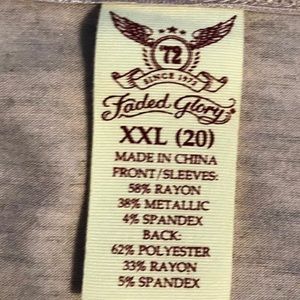 '72
SINCE 1972
Faded Glory
XXL (20)
MADE IN CHINA
FRONT/SLEEVES:
58% RAYON
38% METALLIC
4% SPANDEX
BACK:
62% POLYESTER
33% RAYON
5% SPANDEX